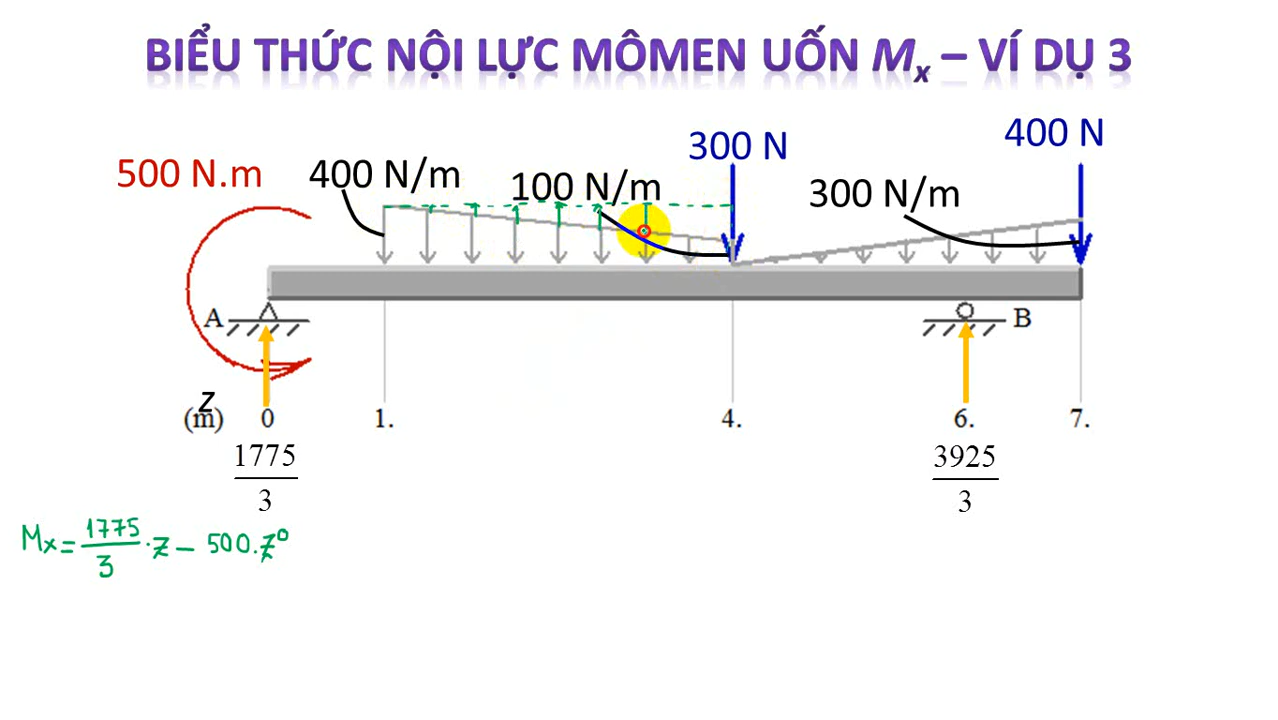 BIỂU THỨC NỘI LỰC MÔMEN UỐN Mx – VÍ DỤ 3
500 N.m
400 N/m
100 N/m
300 N
300 N/m
400 N
A
B
z
(m) 0 1. 4. 6. 7.
1775
3
3925
3
Mx = 1775/3 . z − 500.z⁰